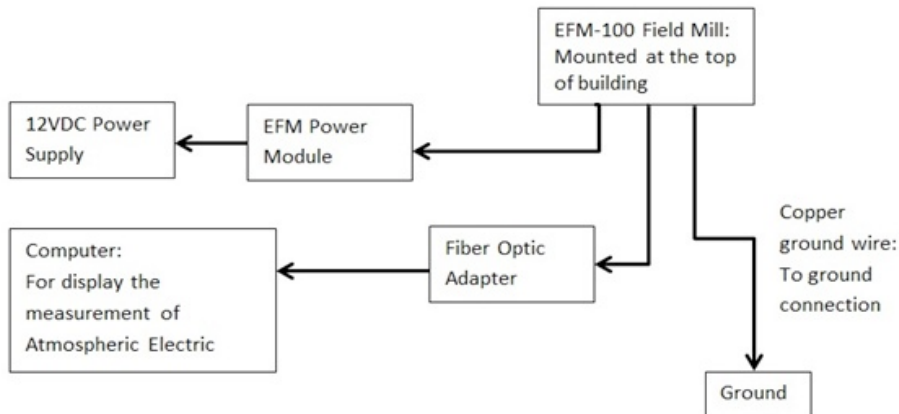 EFM-100 Field Mill:
Mounted at the top
of building
12VDC Power
Supply
EFM Power
Module
Copper
ground wire:
To ground
connection
Computer:
For display the
measurement of
Atmospheric Electric
Fiber Optic
Adapter
Ground